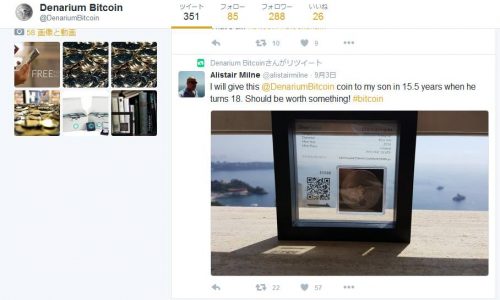 Denarium Bitcoin
@DenariumBitcoin
ツイート
351
フォロー
85
フォロワー
288
いいね
26
58 画像と動画
FREE
10
9
Denarium Bitcoinさんがリツイート
Alistair Milne @alistairmilne · 9月3日
I will give this @DenariumBitcoin coin to my son in 15.5 years when he
turns 18. Should be worth something! #bitcoin
22
57